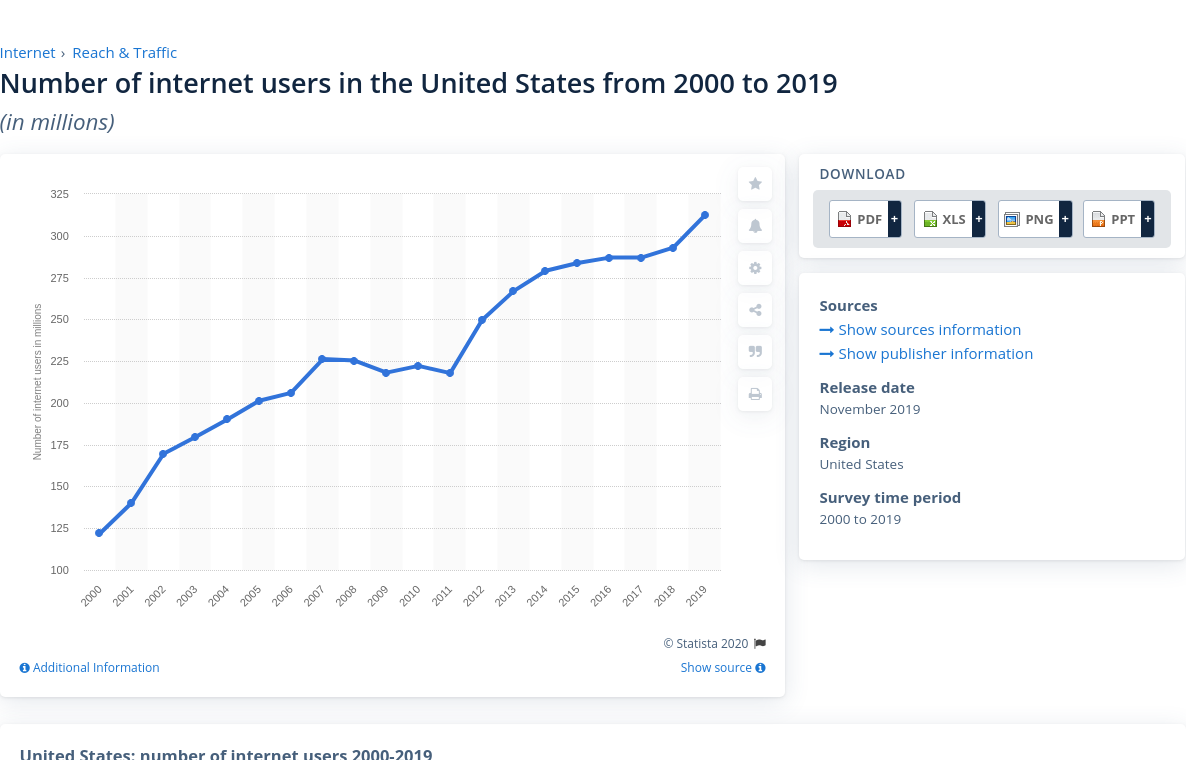 Internet › Reach & Traffic
Number of internet users in the United States from 2000 to 2019
(in millions)
DOWNLOAD
PDF + XLS + PNG + PPT +
325
300
275
250
225
200
175
150
125
100
Number of internet users in millions
2000 2001 2002 2003 2004 2005 2006 2007 2008 2009 2010 2011 2012 2013 2014 2015 2016 2017 2018 2019
© Statista 2020
Additional Information
Show source
Sources
Show sources information
Show publisher information
Release date
November 2019
Region
United States
Survey time period
2000 to 2019
United States: number of internet users 2000-2019